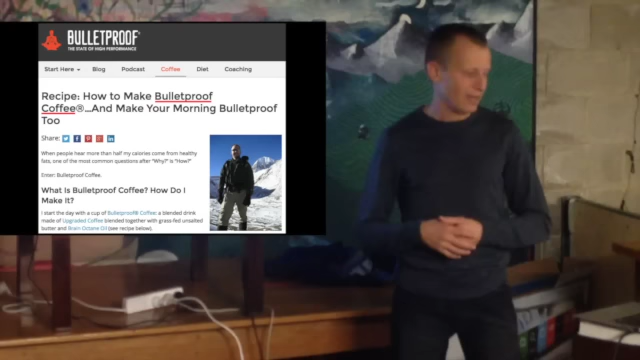 BULLETPROOF®
THE STATE OF HIGH PERFORMANCE
Start Here Blog Podcast Coffee Diet Coaching
Recipe: How to Make Bulletproof
Coffee®...And Make Your Morning Bulletproof
Too
Share:
When people hear more than half my calories come from healthy
fats, one of the most common questions after "Why?" is "How?"
Enter: Bulletproof Coffee.
What Is Bulletproof Coffee? How Do I
Make It?
I start the day with a cup of Bulletproof® Coffee: a blended drink
made of Upgraded Coffee blended together with grass-fed unsalted
butter and Brain Octane Oil (see recipe below).